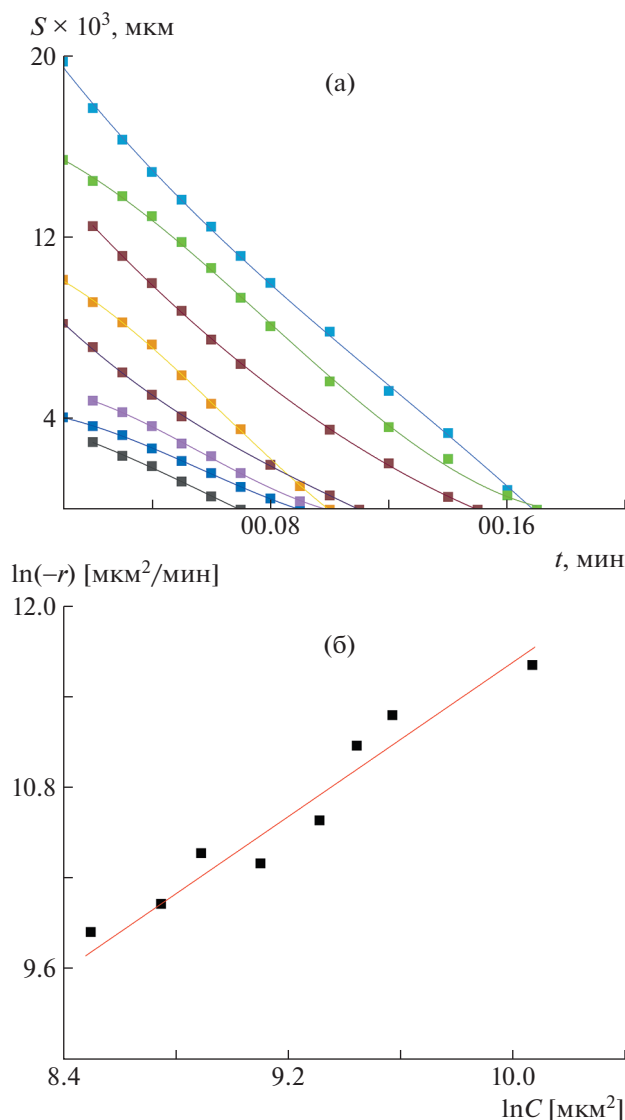 S × 10³, мкм
20
(а)
12
4
00.08
00.16
t, мин
ln(−r) [мкм²/мин]
12.0
(б)
10.8
9.6
8.4
9.2
10.0
lnC [мкм²]